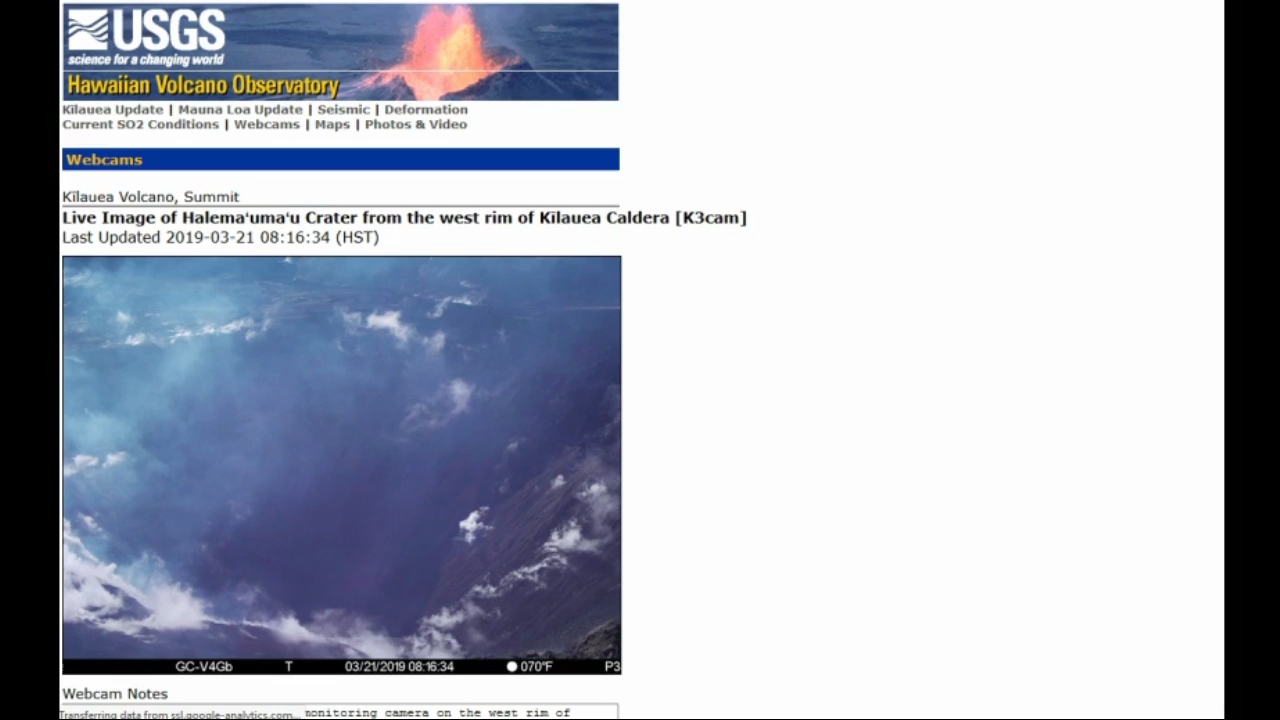 USGS
science for a changing world
Hawaiian Volcano Observatory
Kīlauea Update | Mauna Loa Update | Seismic | Deformation
Current SO2 Conditions | Webcams | Maps | Photos & Video
Webcams
Kīlauea Volcano, Summit
Live Image of Halemaʻumaʻu Crater from the west rim of Kīlauea Caldera [K3cam]
Last Updated 2019-03-21 08:16:34 (HST)
GC-V4Gb T 03/21/2019 08:16:34 070°F P3
Webcam Notes
Transferring data from ssl.google-analytics.com... monitoring camera on the west rim of